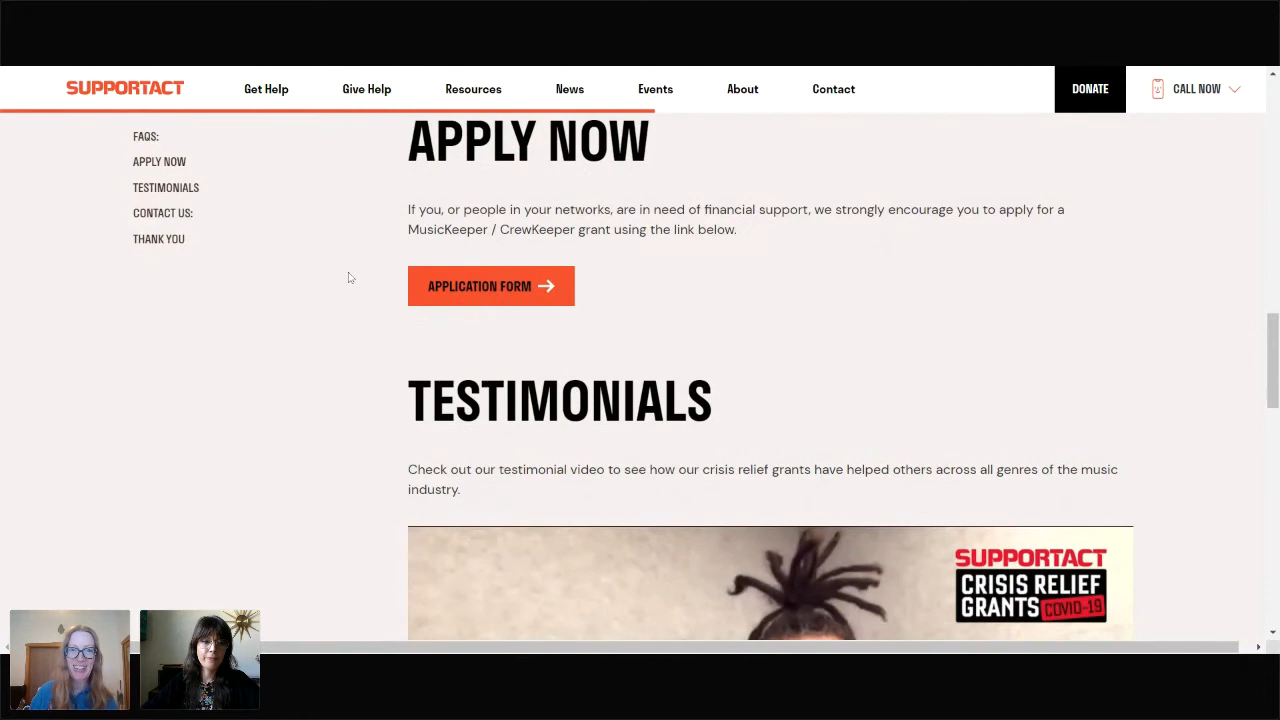 SUPPORTACT
Get Help
Give Help
Resources
News
Events
About
Contact
DONATE
CALL NOW
FAQS:
APPLY NOW
TESTIMONIALS
CONTACT US:
THANK YOU
APPLY NOW
If you, or people in your networks, are in need of financial support, we strongly encourage you to apply for a
MusicKeeper / CrewKeeper grant using the link below.
APPLICATION FORM
TESTIMONIALS
Check out our testimonial video to see how our crisis relief grants have helped others across all genres of the music
industry.
SUPPORTACT
CRISIS RELIEF
GRANTS COVID-19